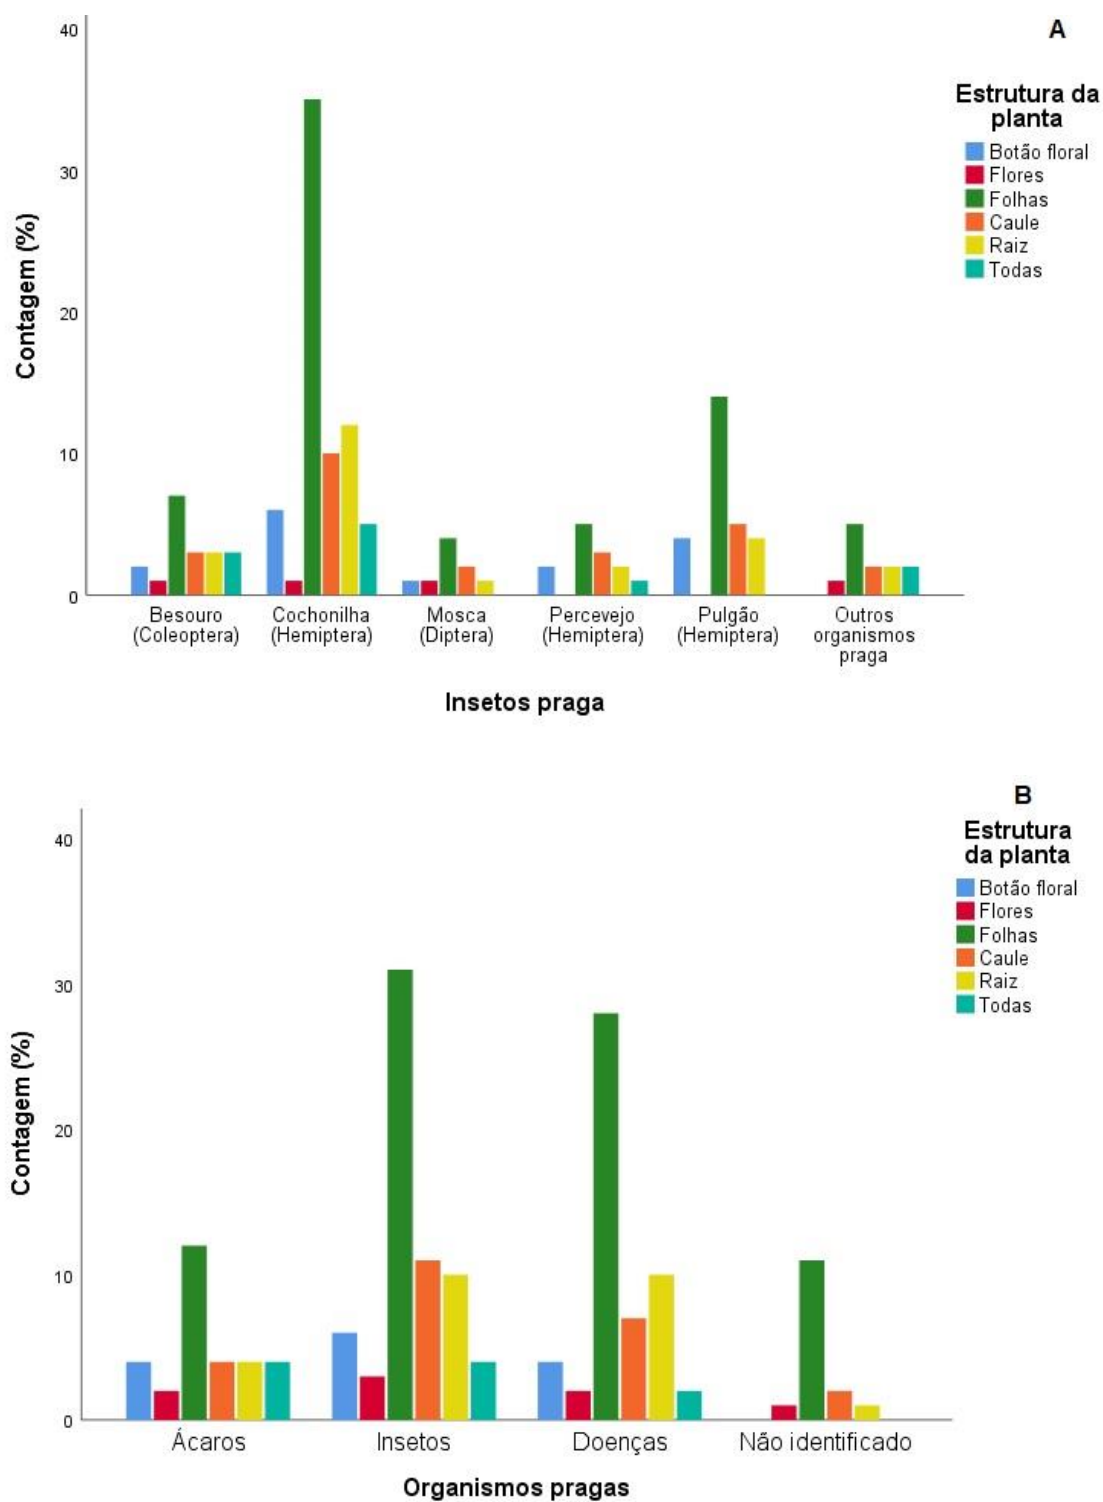 A
40
30
20
10
0
Contagem (%)
Estrutura da
planta
Botão floral
Flores
Folhas
Caule
Raiz
Todas
Besouro
(Coleoptera)
Cochonilha
(Hemiptera)
Mosca
(Diptera)
Percevejo
(Hemiptera)
Pulgão
(Hemiptera)
Outros
organismos
praga
Insetos praga
B
40
30
20
10
0
Contagem (%)
Estrutura
da planta
Botão floral
Flores
Folhas
Caule
Raiz
Todas
Ácaros
Insetos
Doenças
Não identificado
Organismos pragas